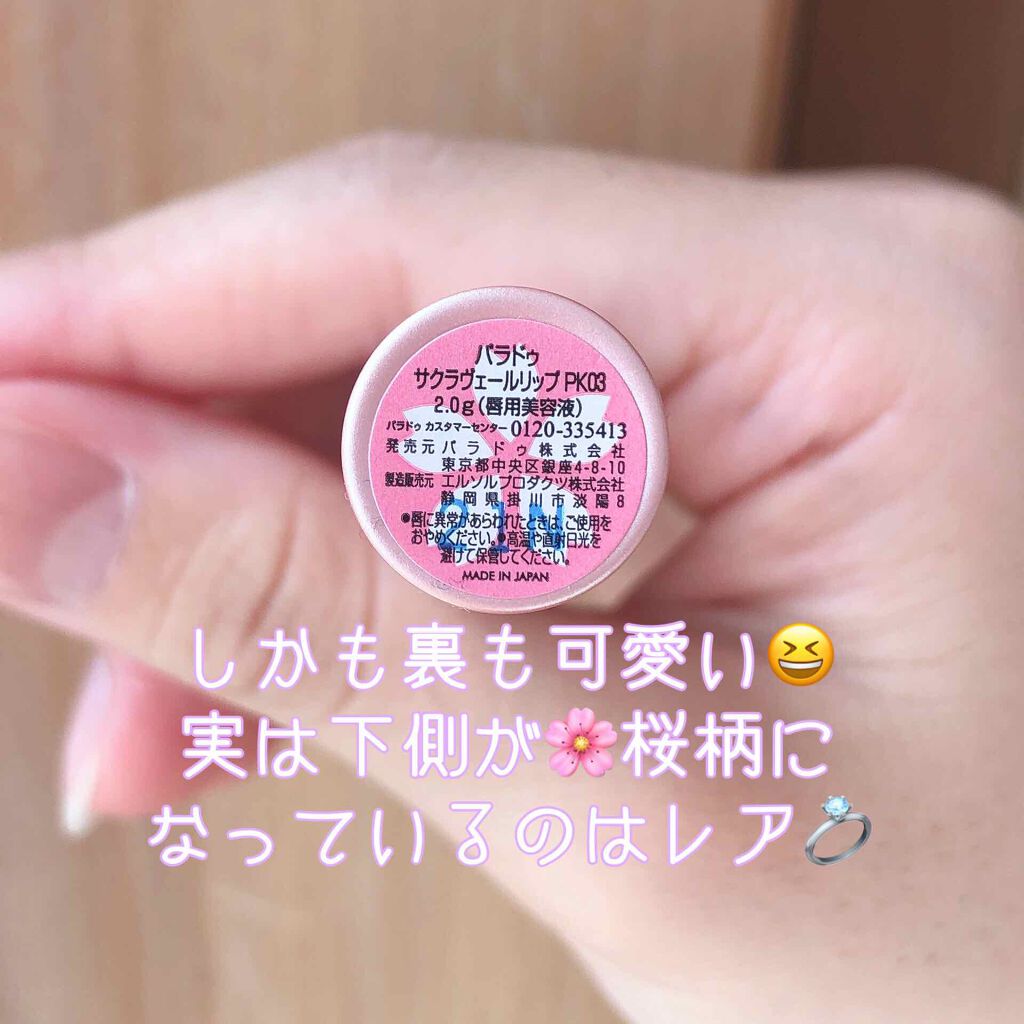 パラドゥ
サクラヴェールリップ PK03
2.0g（唇用美容液）
パラドゥ カスタマーセンター 0120-335413
発売元 パラドゥ株式会社
東京都中央区銀座4-8-10
製造販売元 エルソルプロダクツ株式会社
静岡県掛川市淡陽8
21N
●唇に異常があらわれたときは、ご使用を
おやめください。●高温や直射日光を
避けて保管してください。
MADE IN JAPAN
しかも裏も可愛い😆
実は下側が🌸桜柄に
なっているのはレア💍